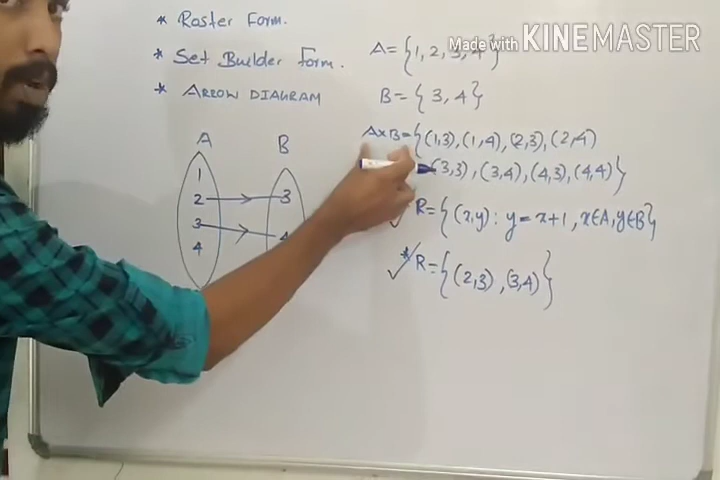 * Roster Form.
* Set Builder Form.
* ARROW DIAGRAM
A = {1, 2, 3, 4}
Made with KINEMASTER
B = {3, 4}
A×B = {(1,3), (1,4), (2,3), (2,4)
(3,3), (3,4), (4,3), (4,4)}
R = {(x,y) : y = x+1, x∈A, y∈B}
* R = {(2,3), (3,4)}
A B
1
2 3
3 4
4